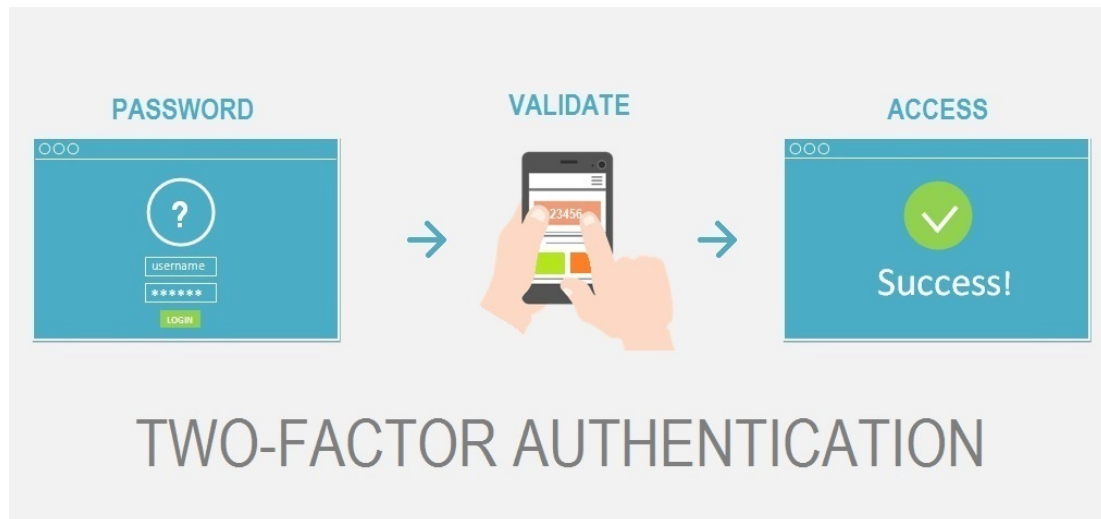 PASSWORD
VALIDATE
ACCESS
?
username
******
LOGIN
23456
Success!
TWO-FACTOR AUTHENTICATION